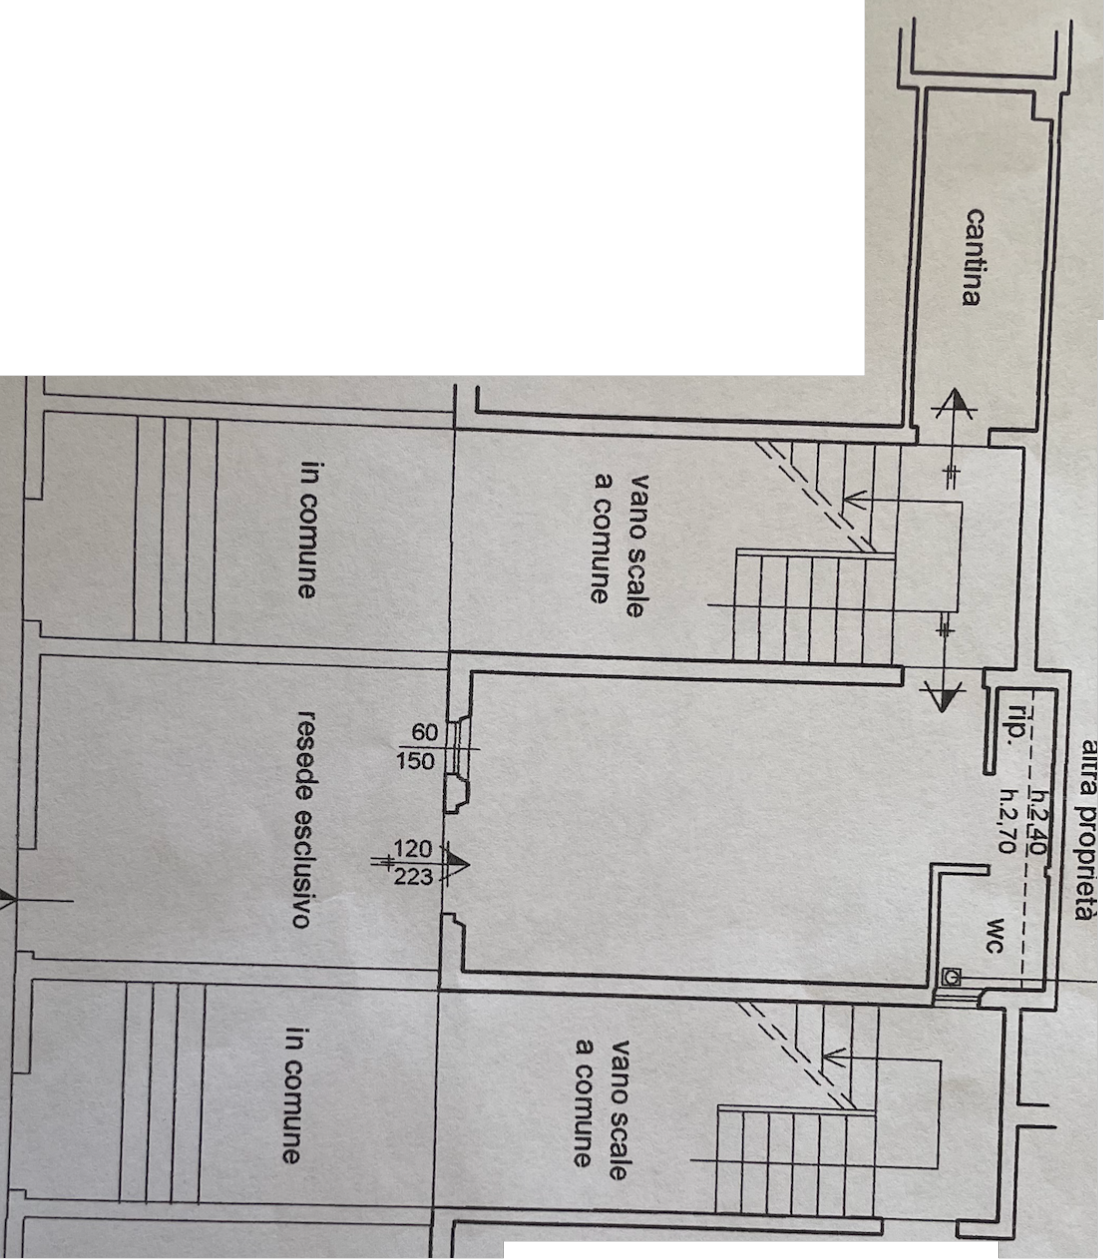 cantina
in comune
vano scale
a comune
rip.
h.2,40
h.2,70
altra proprietà
60
150
resede esclusivo
120
223
wc
in comune
vano scale
a comune